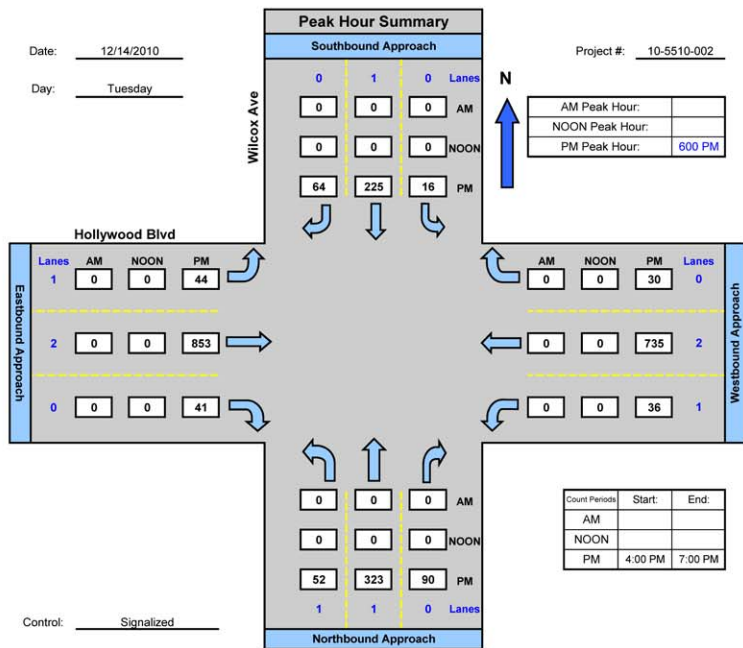 Peak Hour Summary
Southbound Approach
Date: 12/14/2010
Project #: 10-5510-002
Day: Tuesday
0 1 0 Lanes
0 0 0 AM
0 0 0 NOON
64 225 16 PM
Wilcox Ave
N
AM Peak Hour:
NOON Peak Hour:
PM Peak Hour: 600 PM
Hollywood Blvd
Eastbound Approach
Lanes AM NOON PM
1 0 0 44
2 0 0 853
0 0 0 41
AM NOON PM Lanes
0 0 30 0
0 0 735 2
0 0 36 1
Westbound Approach
0 0 0 AM
0 0 0 NOON
52 323 90 PM
1 1 0 Lanes
Northbound Approach
Count Periods Start: End:
AM
NOON
PM 4:00 PM 7:00 PM
Control: Signalized